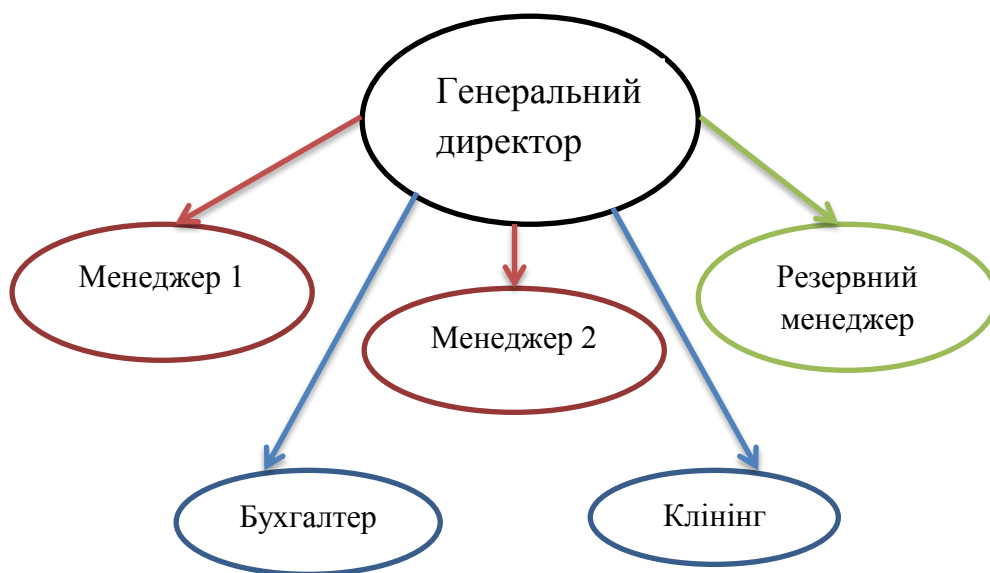 Генеральний
директор
Менеджер 1
Менеджер 2
Резервний
менеджер
Бухгалтер
Клінінг